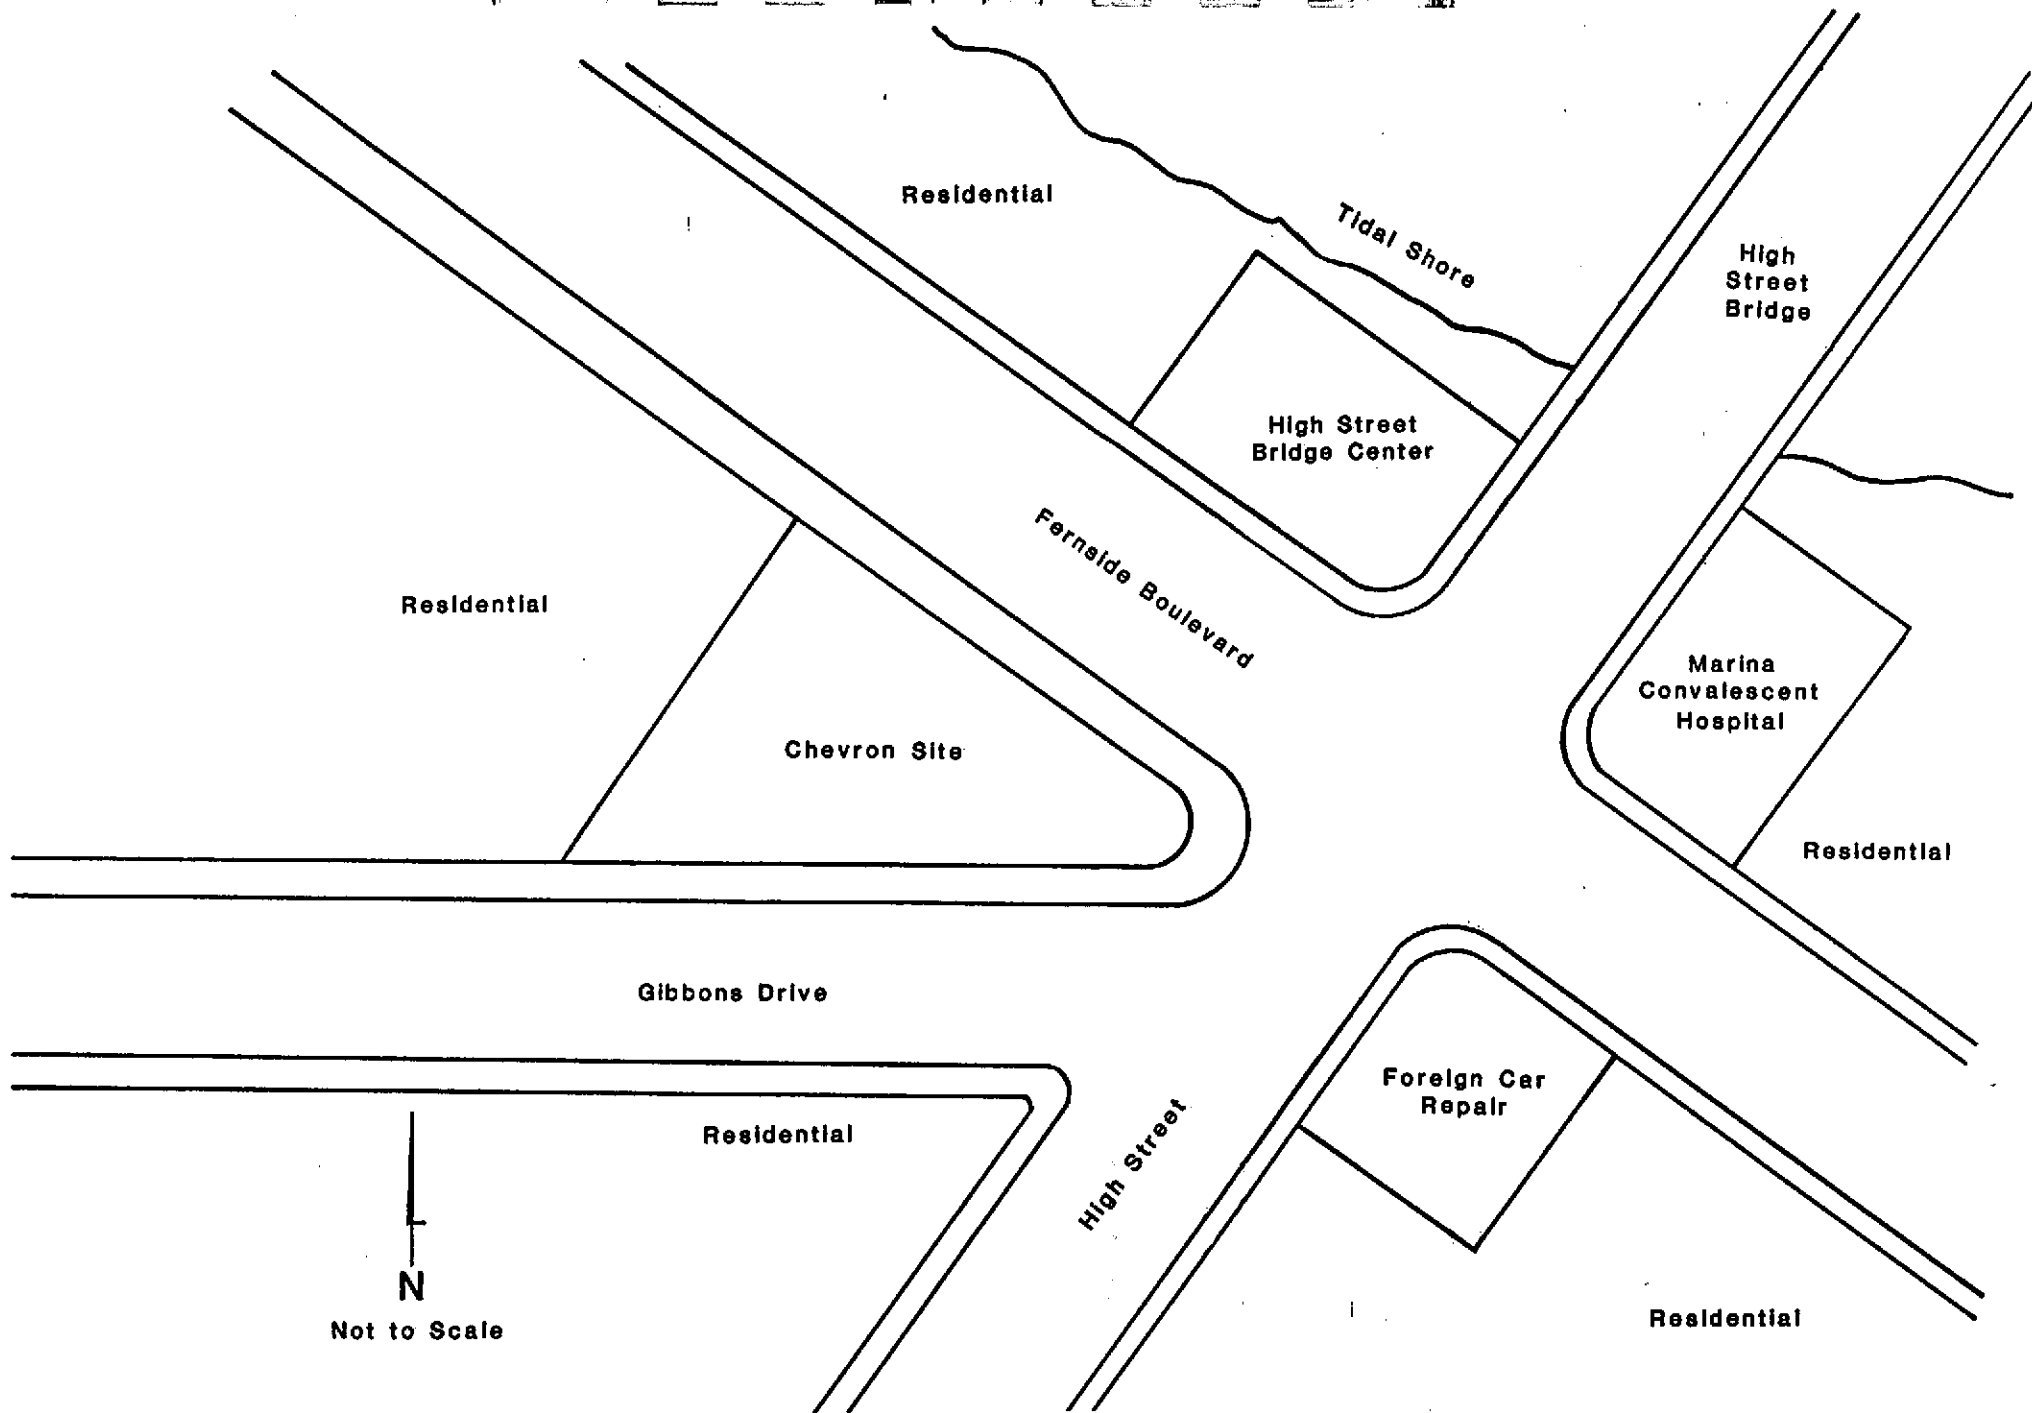 Residential
Tidal Shore
High
Street
Bridge
High Street
Bridge Center
Fernside Boulevard
Residential
Marina
Convalescent
Hospital
Chevron Site
Residential
Gibbons Drive
Foreign Car
Repair
High Street
Residential
N
Not to Scale
Residential